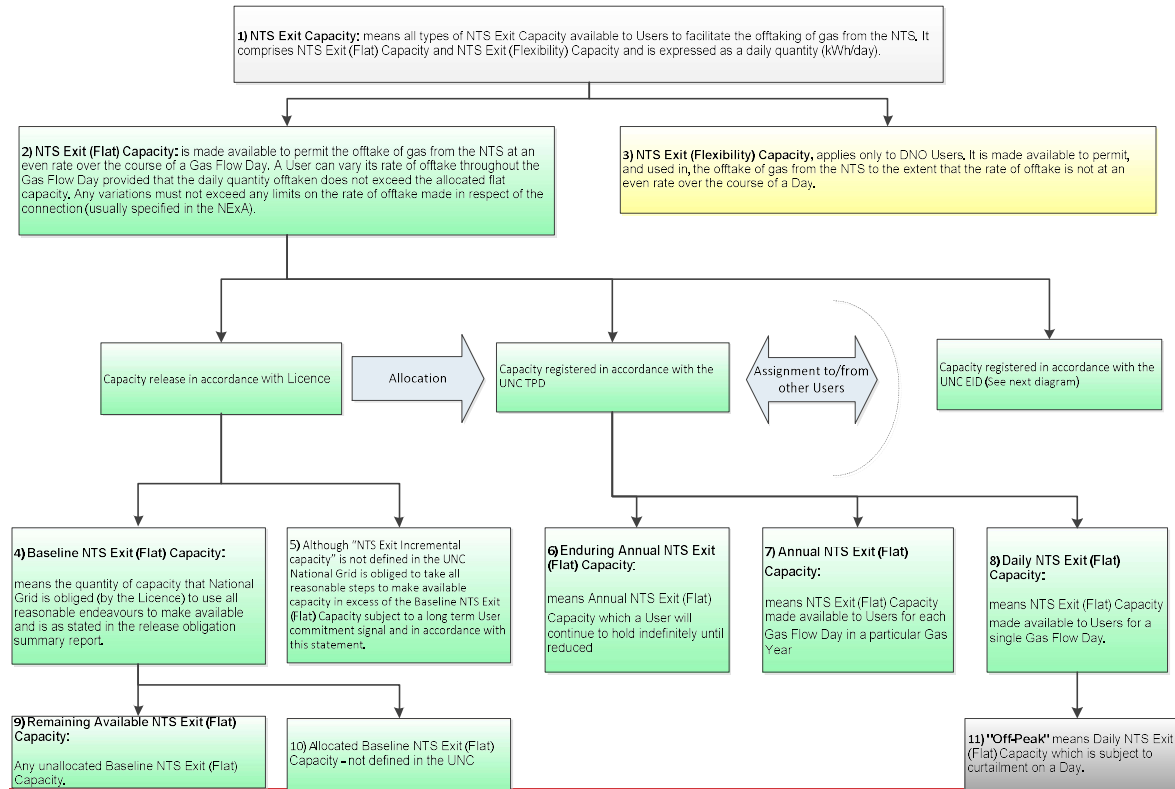 1) NTS Exit Capacity: means all types of NTS Exit Capacity available to Users to facilitate the offtaking of gas from the NTS. It
comprises NTS Exit (Flat) Capacity and NTS Exit (Flexibility) Capacity and is expressed as a daily quantity (kWh/day).
2) NTS Exit (Flat) Capacity: is made available to permit the offtake of gas from the NTS at an
even rate over the course of a Gas Flow Day. A User can vary its rate of offtake throughout the
Gas Flow Day provided that the daily quantity offtaken does not exceed the allocated flat
capacity. Any variations must not exceed any limits on the rate of offtake made in respect of the
connection (usually specified in the NExA).
3) NTS Exit (Flexibility) Capacity, applies only to DNO Users. It is made available to permit,
and used in, the offtake of gas from the NTS to the extent that the rate of offtake is not at an
even rate over the course of a Day.
Capacity release in accordance with Licence
Allocation
Capacity registered in accordance with the
UNC TPD
Assignment to/from
other Users
Capacity registered in accordance with the
UNC EID (See next diagram)
4) Baseline NTS Exit (Flat) Capacity:
means the quantity of capacity that National
Grid is obliged (by the Licence) to use all
reasonable endeavours to make available
and is as stated in the release obligation
summary report.
5) Although "NTS Exit Incremental
capacity" is not defined in the UNC
National Grid is obliged to take all
reasonable steps to make available
capacity in excess of the Baseline NTS Exit
(Flat) Capacity subject to a long term User
commitment signal and in accordance with
this statement.
6) Enduring Annual NTS Exit
(Flat) Capacity:
means Annual NTS Exit (Flat)
Capacity which a User will
continue to hold indefinitely until
reduced
7) Annual NTS Exit (Flat)
Capacity:
means NTS Exit (Flat) Capacity
made available to Users for each
Gas Flow Day in a particular Gas
Year
8) Daily NTS Exit (Flat)
Capacity:
means NTS Exit (Flat) Capacity
made available to Users for a
single Gas Flow Day.
9) Remaining Available NTS Exit (Flat)
Capacity:
Any unallocated Baseline NTS Exit (Flat)
Capacity.
10) Allocated Baseline NTS Exit (Flat)
Capacity - not defined in the UNC
11) "Off-Peak" means Daily NTS Exit
(Flat) Capacity which is subject to
curtailment on a Day.